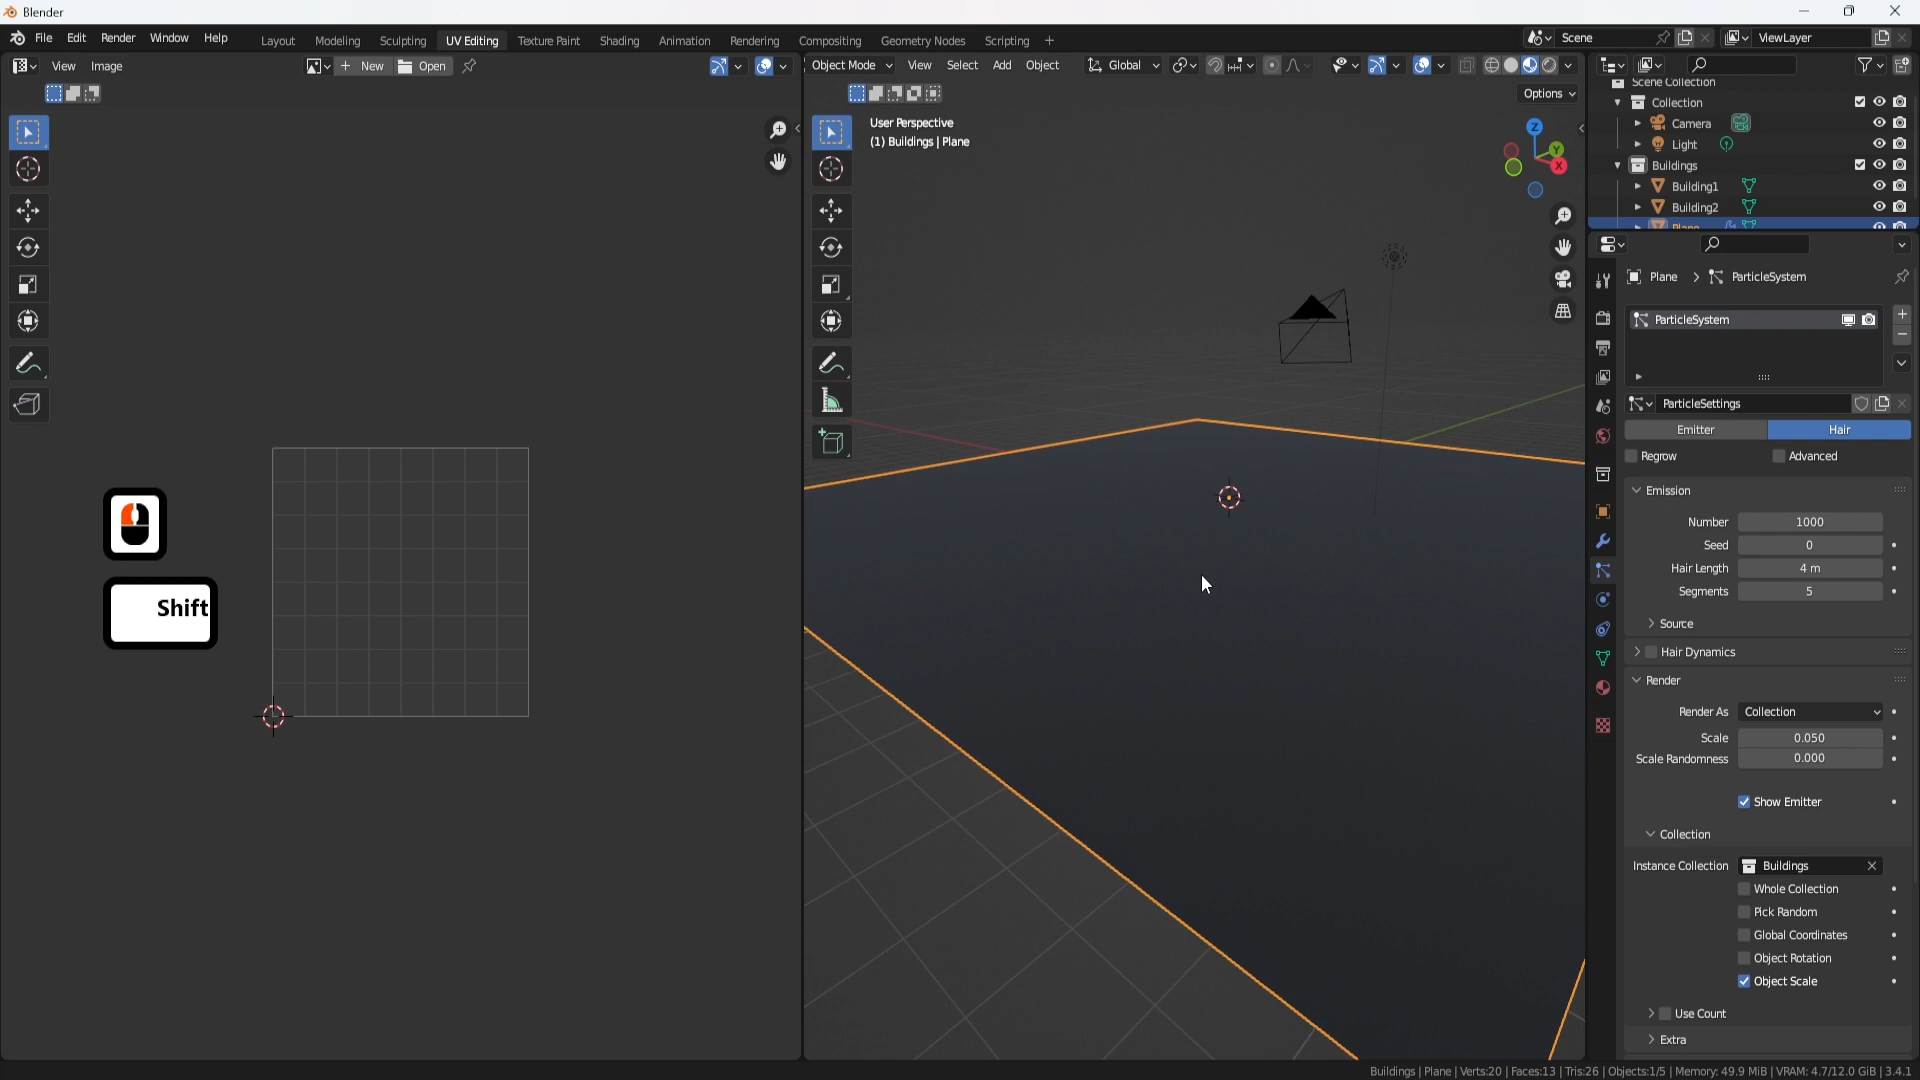 Blender
File Edit Render Window Help Layout Modeling Sculpting UV Editing Texture Paint Shading Animation Rendering Compositing Geometry Nodes Scripting + Scene ViewLayer
View Image + New Open Object Mode View Select Add Object Global
Options
User Perspective
(1) Buildings | Plane
Z
Y
X
Shift
Scene Collection
Collection
Camera
Light
Buildings
Building1
Building2
Plane
Plane > ParticleSystem
ParticleSystem
ParticleSettings
Emitter Hair
Regrow Advanced
Emission
Number 1000
Seed 0
Hair Length 4 m
Segments 5
Source
Hair Dynamics
Render
Render As Collection
Scale 0.050
Scale Randomness 0.000
Show Emitter
Collection
Instance Collection Buildings
Whole Collection
Pick Random
Global Coordinates
Object Rotation
Object Scale
Use Count
Extra
Buildings | Plane | Verts:20 | Faces:13 | Tris:26 | Objects:1/5 | Memory: 49.9 MiB | VRAM: 4.7/12.0 GiB | 3.4.1